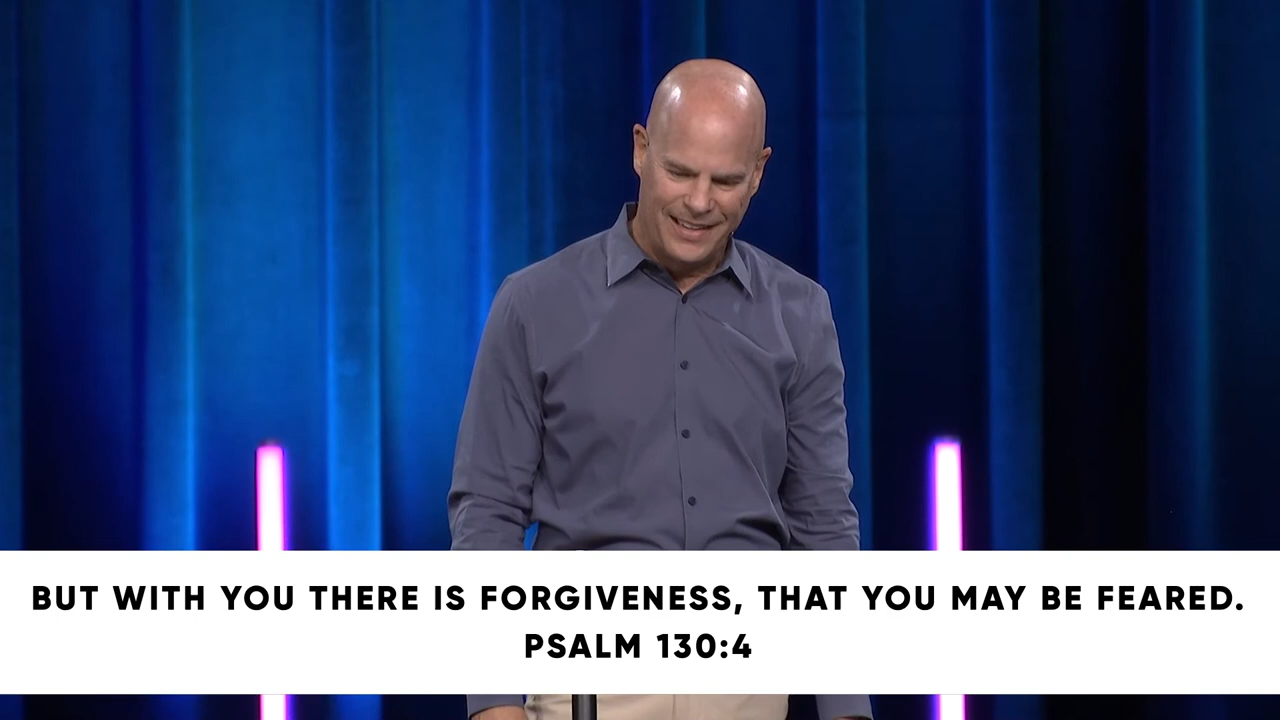 BUT WITH YOU THERE IS FORGIVENESS, THAT YOU MAY BE FEARED.
PSALM 130:4